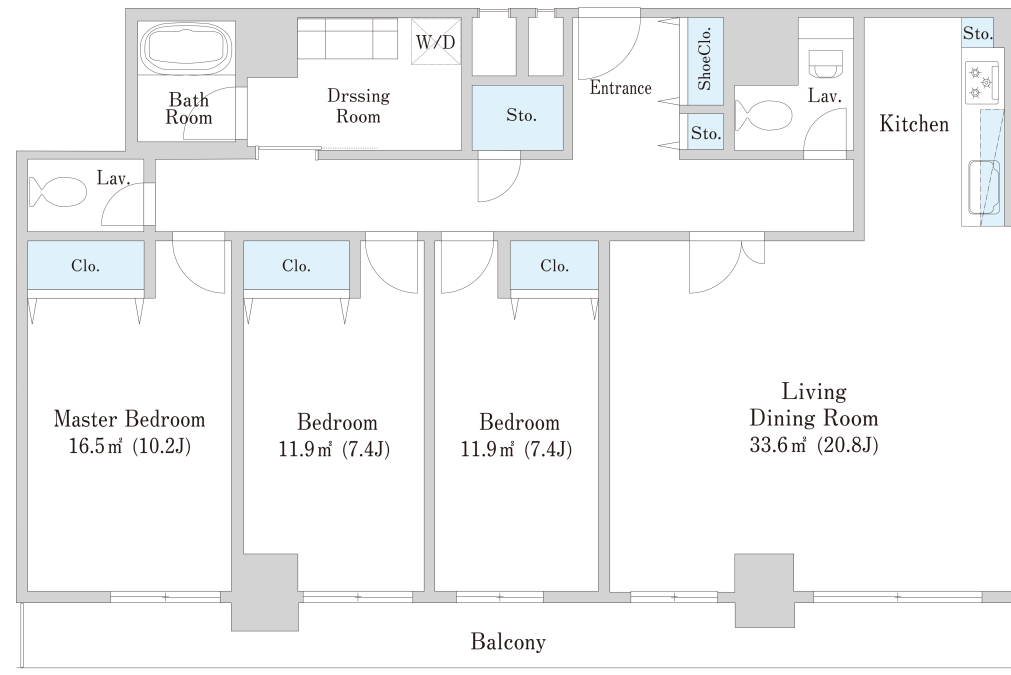 W/D
Sto.
ShoeClo.
Entrance
Bath
Room
Drssing
Room
Sto.
Sto.
Lav.
Kitchen
Lav.
Clo.
Clo.
Clo.
Master Bedroom
16.5㎡ (10.2J)
Bedroom
11.9㎡ (7.4J)
Bedroom
11.9㎡ (7.4J)
Living
Dining Room
33.6㎡ (20.8J)
Balcony